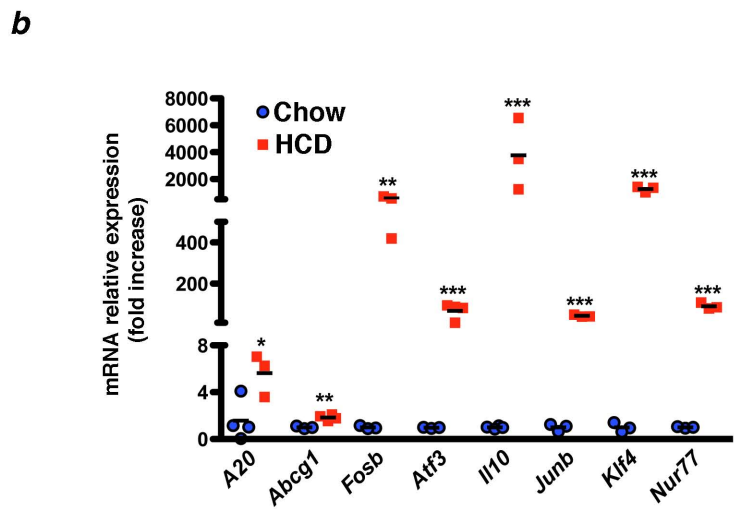 b
mRNA relative expression
(fold increase)
8000
6000
4000
2000
400
200
8
4
0
Chow
HCD
*
**
**
***
***
***
***
***
A20
Abcg1
Fosb
Atf3
Il10
Junb
Klf4
Nur77